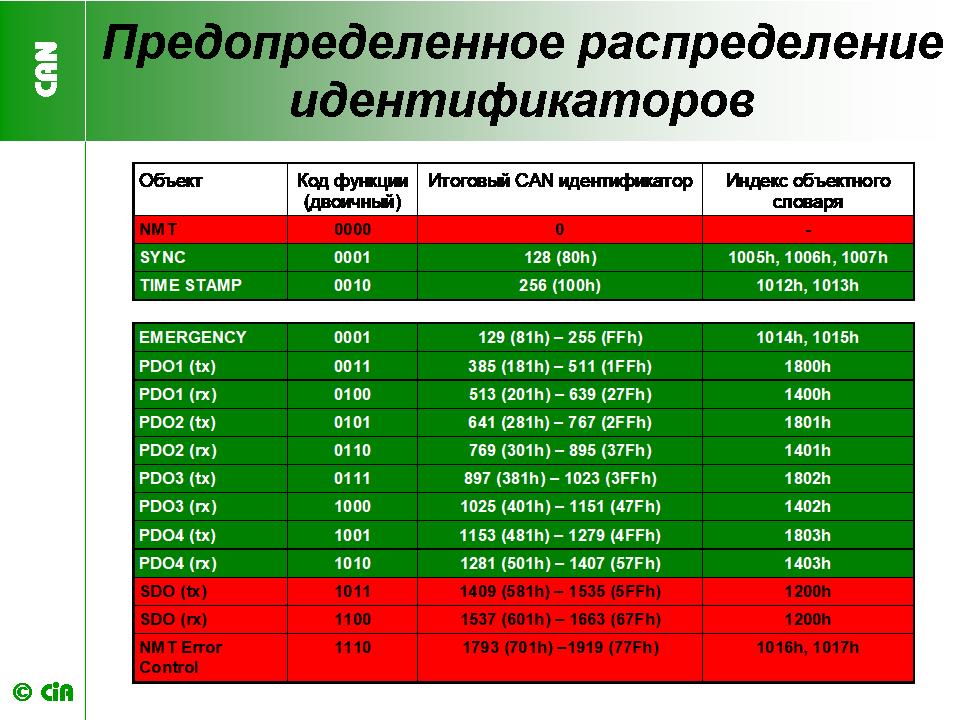 CAN
Предопределенное распределение
идентификаторов
Объект Код функции Итоговый CAN идентификатор Индекс объектного
(двоичный) словаря
NMT 0000 0 -
SYNC 0001 128 (80h) 1005h, 1006h, 1007h
TIME STAMP 0010 256 (100h) 1012h, 1013h
EMERGENCY 0001 129 (81h) – 255 (FFh) 1014h, 1015h
PDO1 (tx) 0011 385 (181h) – 511 (1FFh) 1800h
PDO1 (rx) 0100 513 (201h) – 639 (27Fh) 1400h
PDO2 (tx) 0101 641 (281h) – 767 (2FFh) 1801h
PDO2 (rx) 0110 769 (301h) – 895 (37Fh) 1401h
PDO3 (tx) 0111 897 (381h) – 1023 (3FFh) 1802h
PDO3 (rx) 1000 1025 (401h) – 1151 (47Fh) 1402h
PDO4 (tx) 1001 1153 (481h) – 1279 (4FFh) 1803h
PDO4 (rx) 1010 1281 (501h) – 1407 (57Fh) 1403h
SDO (tx) 1011 1409 (581h) – 1535 (5FFh) 1200h
SDO (rx) 1100 1537 (601h) – 1663 (67Fh) 1200h
NMT Error 1110 1793 (701h) –1919 (77Fh) 1016h, 1017h
Control
© CiA